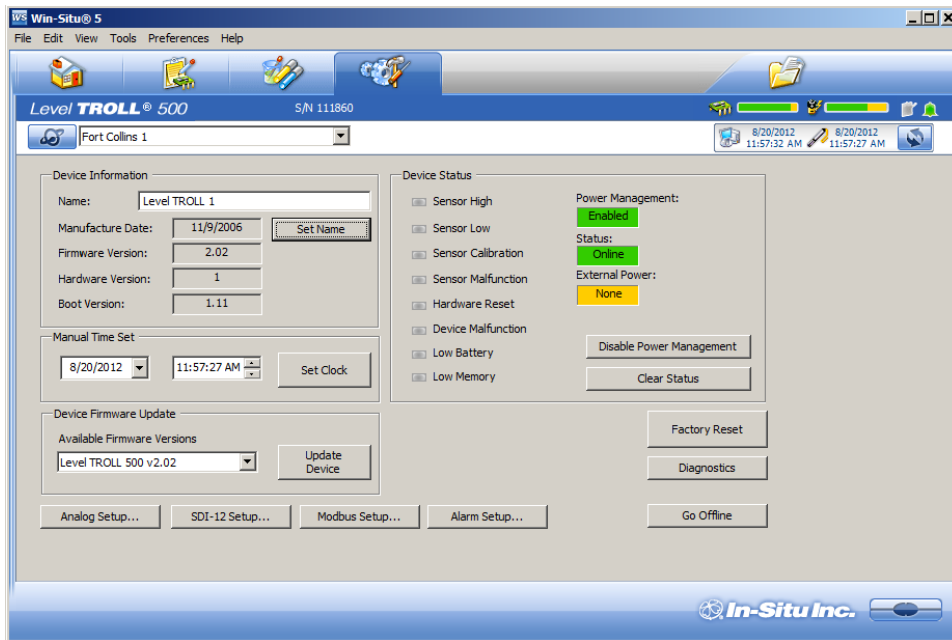 WS Win-Situ® 5
File Edit View Tools Preferences Help
Level TROLL® 500 S/N 111860
Fort Collins 1
8/20/2012 11:57:32 AM
8/20/2012 11:57:27 AM
Device Information
Name: Level TROLL 1
Manufacture Date: 11/9/2006 Set Name
Firmware Version: 2.02
Hardware Version: 1
Boot Version: 1.11
Manual Time Set
8/20/2012 11:57:27 AM Set Clock
Device Firmware Update
Available Firmware Versions
Level TROLL 500 v2.02
Update
Device
Device Status
Sensor High
Sensor Low
Sensor Calibration
Sensor Malfunction
Hardware Reset
Device Malfunction
Low Battery
Low Memory
Power Management:
Enabled
Status:
Online
External Power:
None
Disable Power Management
Clear Status
Factory Reset
Diagnostics
Analog Setup... SDI-12 Setup... Modbus Setup... Alarm Setup... Go Offline
In-Situ Inc.